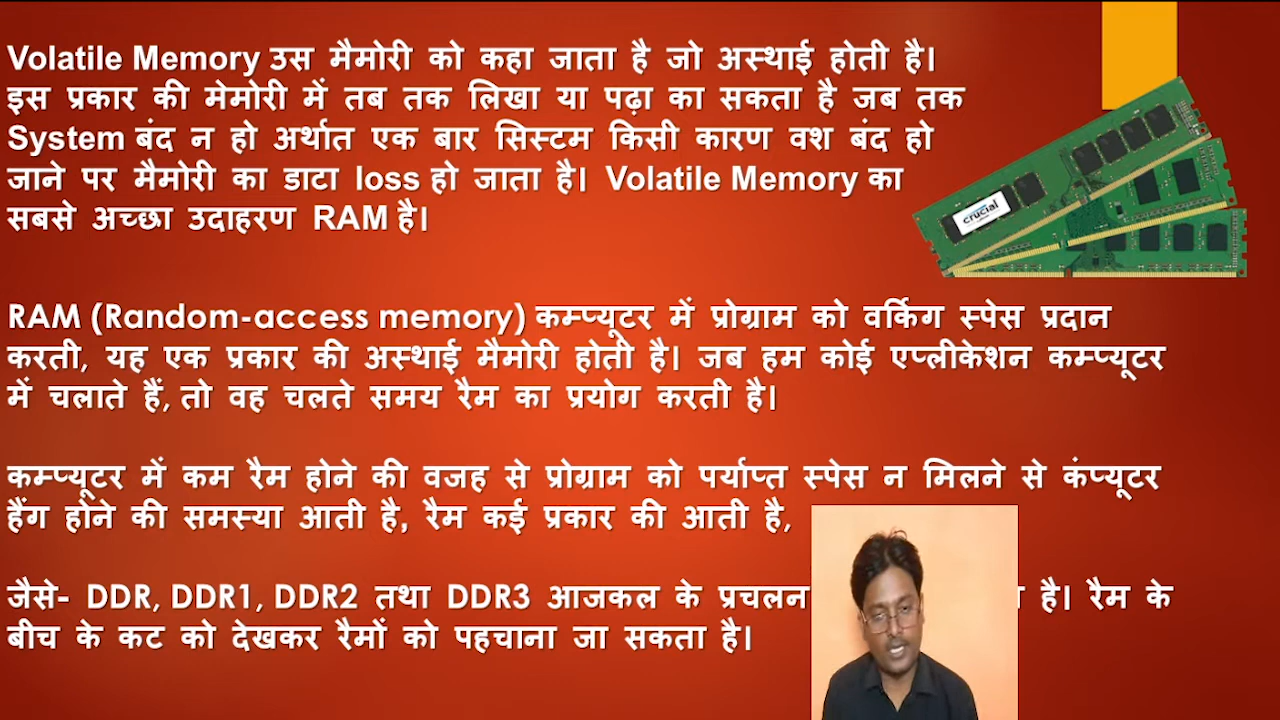 Volatile Memory उस मैमोरी को कहा जाता है जो अस्थाई होती है।
इस प्रकार की मेमोरी में तब तक लिखा या पढ़ा का सकता है जब तक
System बंद न हो अर्थात एक बार सिस्टम किसी कारण वश बंद हो
जाने पर मैमोरी का डाटा loss हो जाता है। Volatile Memory का
सबसे अच्छा उदाहरण RAM है।
crucial
RAM (Random-access memory) कम्प्यूटर में प्रोग्राम को वर्किग स्पेस प्रदान
करती, यह एक प्रकार की अस्थाई मैमोरी होती है। जब हम कोई एप्लीकेशन कम्प्यूटर
में चलाते हैं, तो वह चलते समय रैम का प्रयोग करती है।
कम्प्यूटर में कम रैम होने की वजह से प्रोग्राम को पर्याप्त स्पेस न मिलने से कंप्यूटर
हैंग होने की समस्या आती है, रैम कई प्रकार की आती है,
जैसे- DDR, DDR1, DDR2 तथा DDR3 आजकल के प्रचलन है। रैम के
बीच के कट को देखकर रैमों को पहचाना जा सकता है।